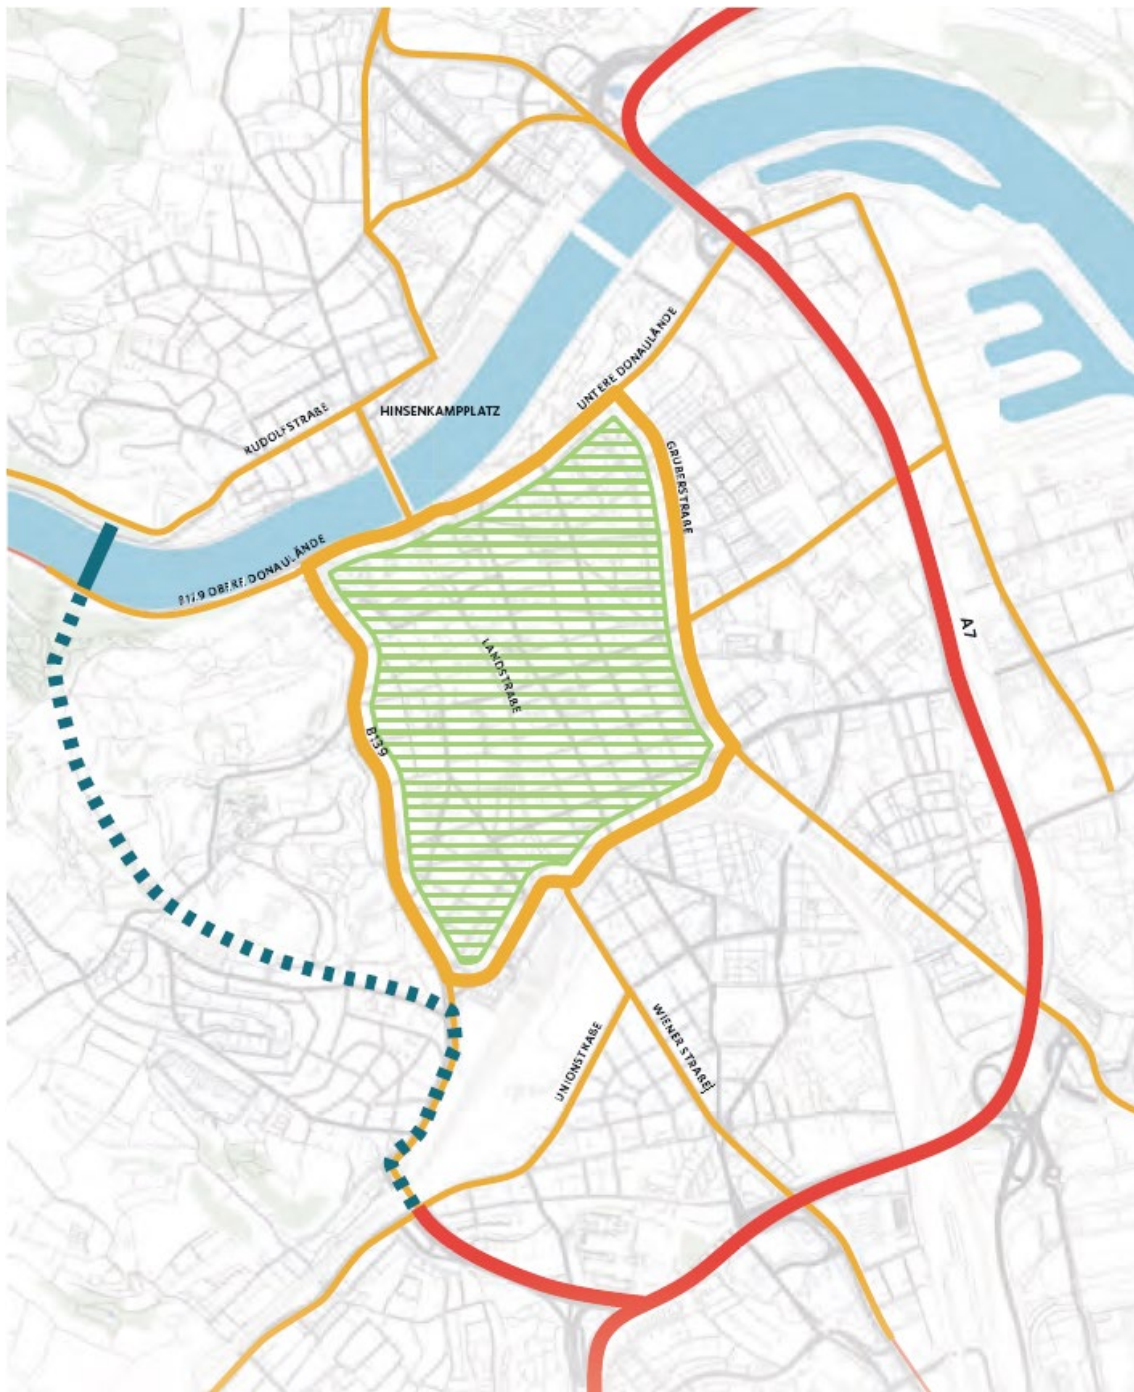 HINSENKAMPPLATZ
RUDOLFSTRAßE
UNTERE DONAULÄNDE
GRUBERSTRAßE
B129 OBERE DONAULÄNDE
LANDSTRAßE
A7
B139
UNIONSTRAßE
WIENER STRAßE